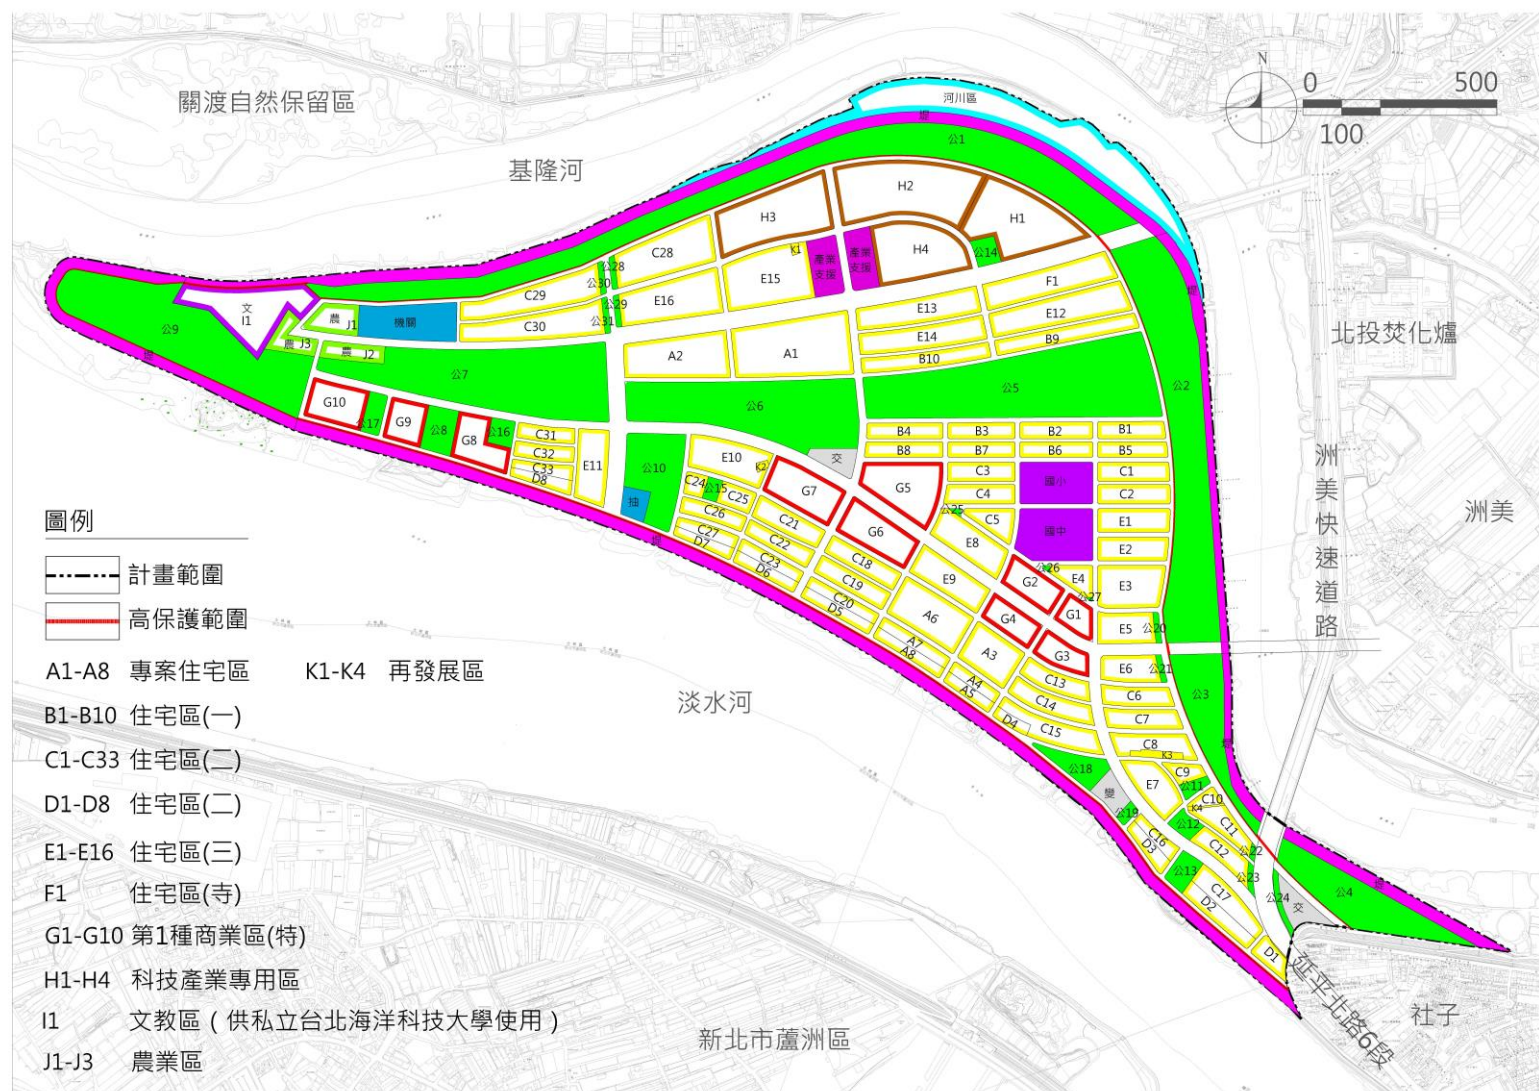 關渡自然保留區
基隆河
N
0 500
100
河川區
堤
公1
H2
H3
H1
H4
公14
K1
產業
支援
產業
支援
C28
公28
公30
E15
E16
公29
公31
C29
C30
F1
E13
E12
E14
B9
B10
堤
北投焚化爐
文
I1
農 J1
機關
農 J3
農 J2
公9
堤
A2
A1
公7
公6
公5
公2
G10
公17
G9
公8
G8
公16
C31
C32
C33
D8
E11
公10
抽
E10
K2
交
B4
B3
B2
B1
B8
B7
B6
B5
C3
國小
C1
C4
C2
G5
G7
G6
公25
C5
國中
E1
E2
E8
C24
公15
C25
C26
C27
D7
C21
C22
C23
D6
C18
C19
C20
D5
堤
E9
A6
公26
E4
公27
E3
G2
G1
G4
G3
E5
公20
E6
公21
A7
A8
A3
A4
A5
C13
C14
C15
D4
C6
C7
C8
K3
公3
堤
公18
變
公19
E7
C9
公11
C10
K4
C11
公12
C12
C16
D3
公13
C17
D2
公22
公23
公24
交
公4
堤
D1
洲美快速道路
洲美
淡水河
新北市蘆洲區
延平北路6段
社子
圖例
計畫範圍
高保護範圍
A1-A8 專案住宅區 K1-K4 再發展區
B1-B10 住宅區(一)
C1-C33 住宅區(二)
D1-D8 住宅區(二)
E1-E16 住宅區(三)
F1 住宅區(寺)
G1-G10 第1種商業區(特)
H1-H4 科技產業專用區
I1 文教區（供私立台北海洋科技大學使用）
J1-J3 農業區